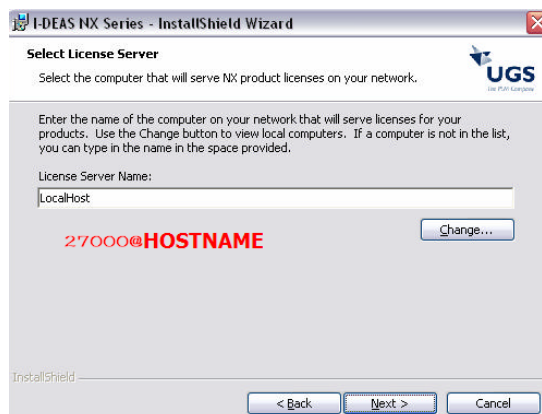 I-DEAS NX Series - InstallShield Wizard
Select License Server
Select the computer that will serve NX product licenses on your network.
UGS
The PLM Company
Enter the name of the computer on your network that will serve licenses for your
products. Use the Change button to view local computers. If a computer is not in the list,
you can type in the name in the space provided.
License Server Name:
LocalHost
27000@HOSTNAME
Change...
InstallShield
< Back
Next >
Cancel